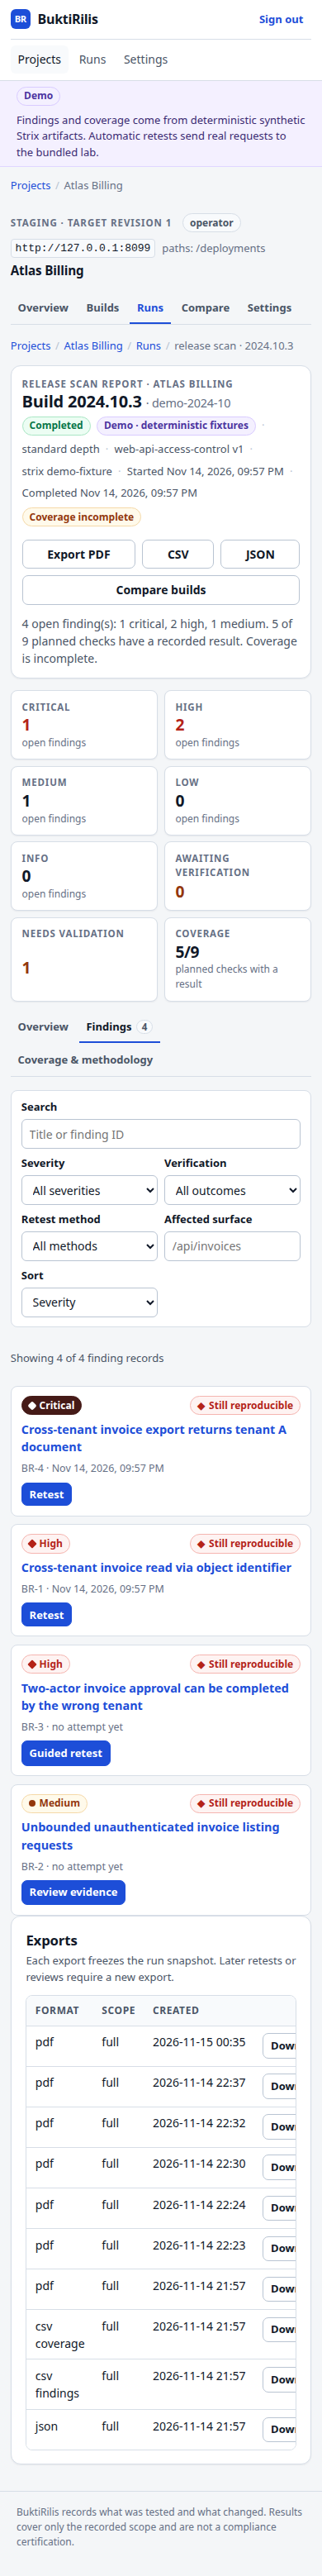 BR BuktiRilis Sign out
Projects Runs Settings
Demo
Findings and coverage come from deterministic synthetic
Strix artifacts. Automatic retests send real requests to
the bundled lab.
Projects / Atlas Billing
STAGING · TARGET REVISION 1 operator
http://127.0.0.1:8099 paths: /deployments
Atlas Billing
Overview Builds Runs Compare Settings
Projects / Atlas Billing / Runs / release scan · 2024.10.3
RELEASE SCAN REPORT · ATLAS BILLING
Build 2024.10.3 · demo-2024-10
Completed Demo · deterministic fixtures ·
standard depth · web-api-access-control v1 ·
strix demo-fixture · Started Nov 14, 2026, 09:57 PM ·
Completed Nov 14, 2026, 09:57 PM
Coverage incomplete
Export PDF CSV JSON
Compare builds
4 open finding(s): 1 critical, 2 high, 1 medium. 5 of
9 planned checks have a recorded result. Coverage
is incomplete.
CRITICAL
1
open findings
HIGH
2
open findings
MEDIUM
1
open findings
LOW
0
open findings
INFO
0
open findings
AWAITING
VERIFICATION
0
NEEDS VALIDATION
1
COVERAGE
5/9
planned checks with a
result
Overview Findings 4
Coverage & methodology
Search
Title or finding ID
Severity Verification
All severities All outcomes
Retest method Affected surface
All methods /api/invoices
Sort
Severity
Showing 4 of 4 finding records
Critical Still reproducible
Cross-tenant invoice export returns tenant A
document
BR-4 · Nov 14, 2026, 09:57 PM
Retest
High Still reproducible
Cross-tenant invoice read via object identifier
BR-1 · Nov 14, 2026, 09:57 PM
Retest
High Still reproducible
Two-actor invoice approval can be completed
by the wrong tenant
BR-3 · no attempt yet
Guided retest
Medium Still reproducible
Unbounded unauthenticated invoice listing
requests
BR-2 · no attempt yet
Review evidence
Exports
Each export freezes the run snapshot. Later retests or
reviews require a new export.
FORMAT SCOPE CREATED
pdf full 2026-11-15 00:35 Down
pdf full 2026-11-14 22:37 Down
pdf full 2026-11-14 22:32 Down
pdf full 2026-11-14 22:30 Down
pdf full 2026-11-14 22:24 Down
pdf full 2026-11-14 22:23 Down
pdf full 2026-11-14 21:57 Down
csv full 2026-11-14 21:57 Down
coverage
csv full 2026-11-14 21:57 Down
findings
json full 2026-11-14 21:57 Down
BuktiRilis records what was tested and what changed. Results
cover only the recorded scope and are not a compliance
certification.